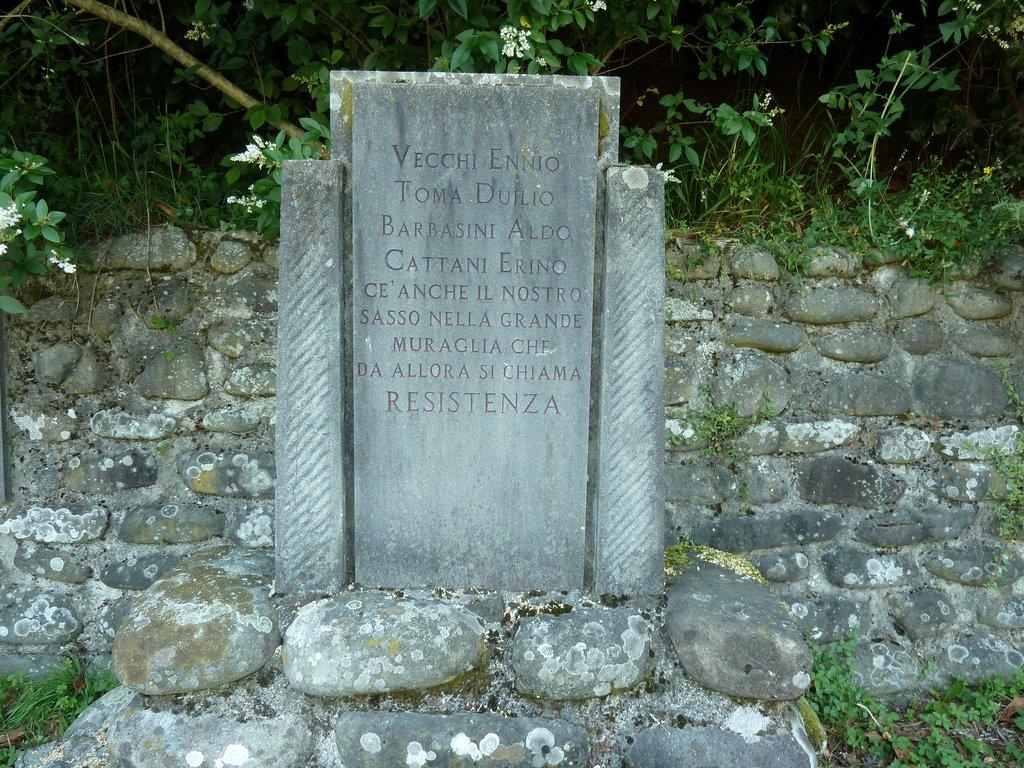 Vecchi Ennio
Toma Duilio
Barbasini Aldo
Cattani Erino
CE'ANCHE IL NOSTRO
SASSO NELLA GRANDE
MURAGLIA CHE
DA ALLORA SI CHIAMA
RESISTENZA